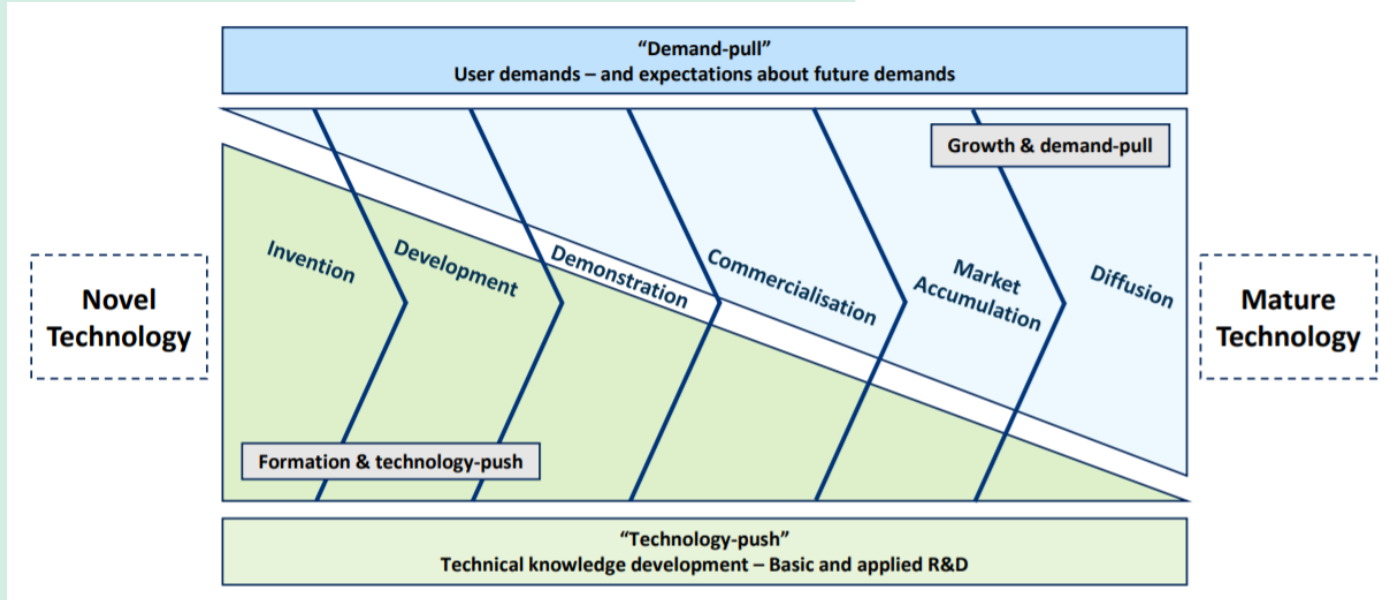 “Demand-pull”
User demands – and expectations about future demands
Growth & demand-pull
Invention
Development
Demonstration
Commercialisation
Market
Accumulation
Diffusion
Novel
Technology
Mature
Technology
Formation & technology-push
“Technology-push”
Technical knowledge development – Basic and applied R&D